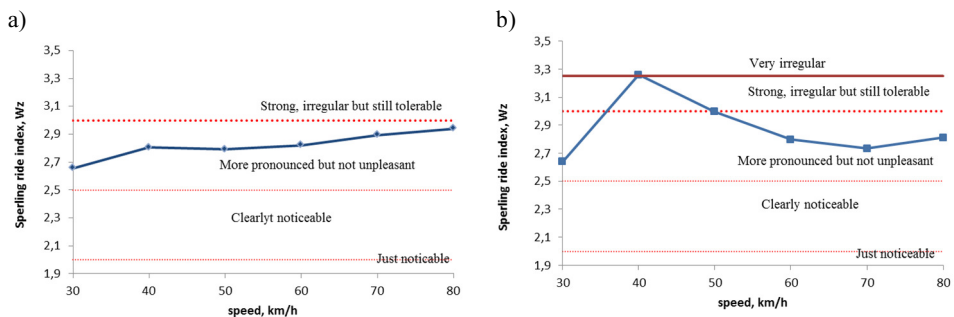 a)
Sperling ride index, Wz
3,5
3,3
3,1
2,9
2,7
2,5
2,3
2,1
1,9
Strong, irregular but still tolerable
More pronounced but not unpleasant
Clearlyt noticeable
Just noticable
30 40 50 60 70 80
speed, km/h
b)
Sperling ride index, Wz
3,5
3,3
3,1
2,9
2,7
2,5
2,3
2,1
1,9
Very irregular
Strong, irregular but still tolerable
More pronounced but not unpleasant
Clearly noticeable
Just noticeable
30 40 50 60 70 80
speed, km/h